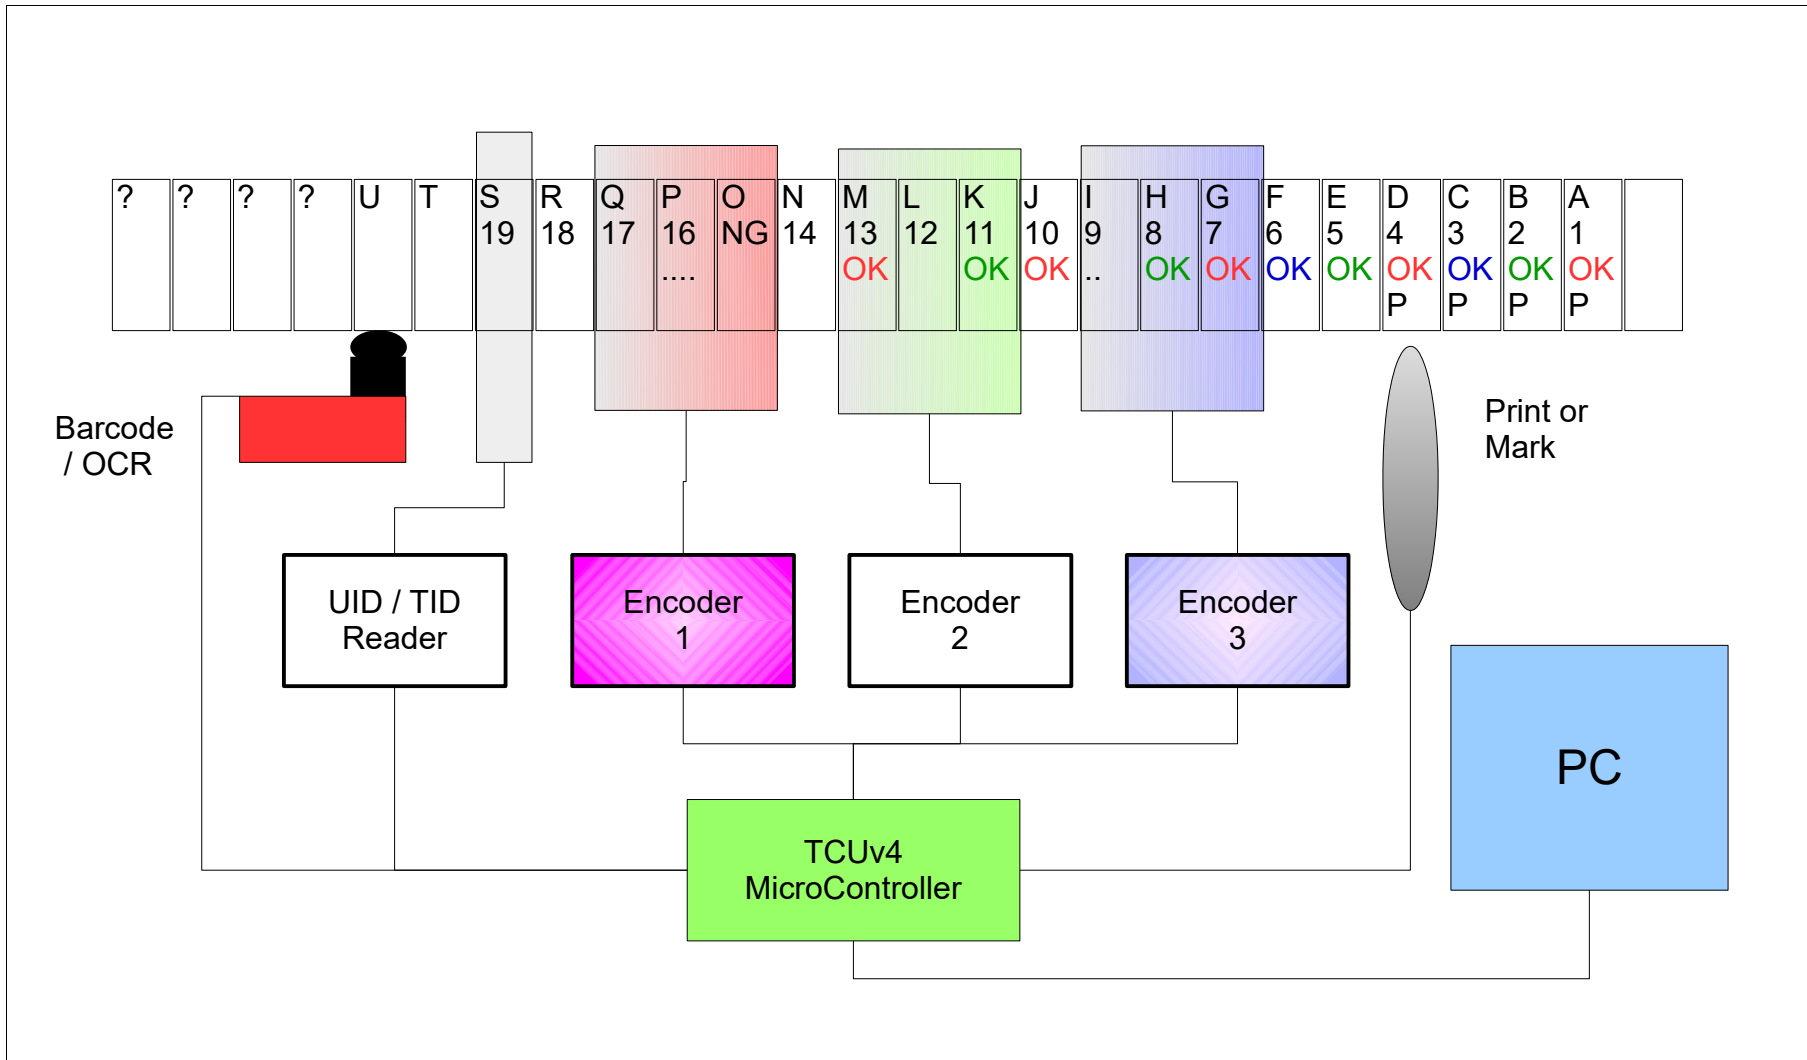 ? ? ? ? U T S R Q P O N M L K J I H G F E D C B A
19 18 17 16 NG 14 13 12 11 10 9 8 7 6 5 4 3 2 1
.... OK OK OK .. OK OK OK OK OK OK OK OK
P P P P
Barcode
/ OCR
Print or
Mark
UID / TID
Reader
Encoder
1
Encoder
2
Encoder
3
PC
TCUv4
MicroController